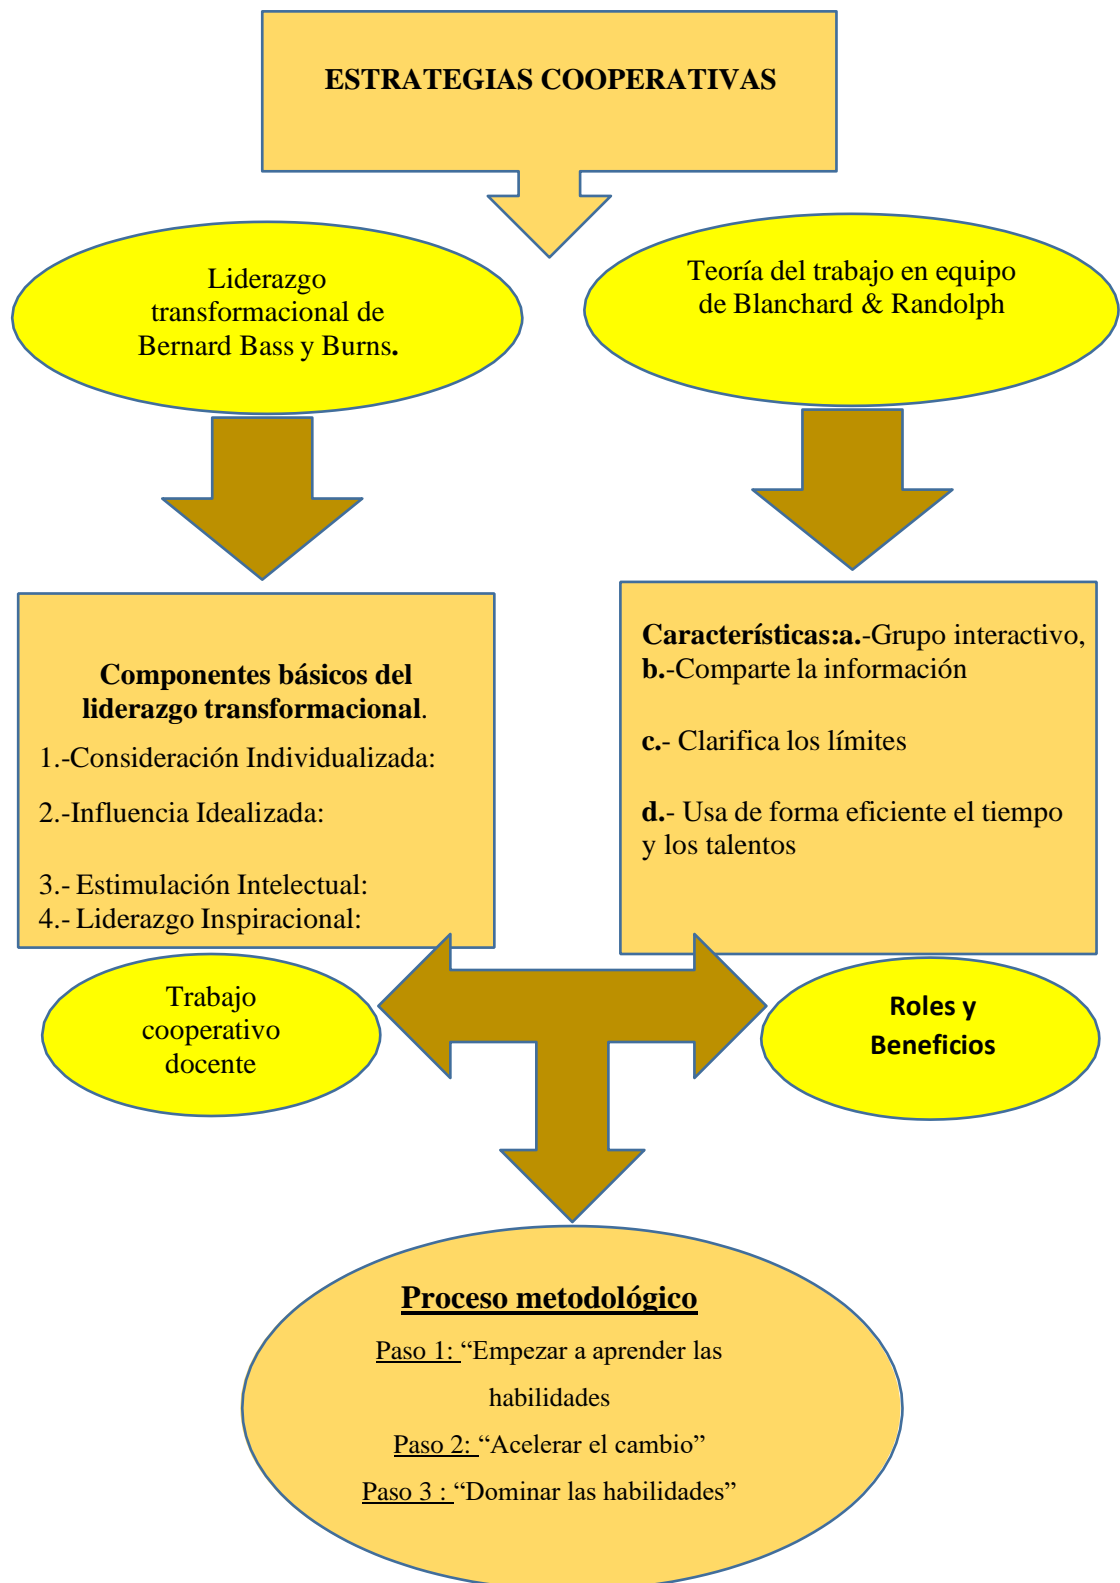 ESTRATEGIAS COOPERATIVAS
Liderazgo
transformacional de
Bernard Bass y Burns.
Teoría del trabajo en equipo
de Blanchard & Randolph
Componentes básicos del
liderazgo transformacional.
1.-Consideración Individualizada:
2.-Influencia Idealizada:
3.- Estimulación Intelectual:
4.- Liderazgo Inspiracional:
Características:a.-Grupo interactivo,
b.-Comparte la información
c.- Clarifica los límites
d.- Usa de forma eficiente el tiempo
y los talentos
Trabajo
cooperativo
docente
Roles y
Beneficios
Proceso metodológico
Paso 1: “Empezar a aprender las
habilidades
Paso 2: “Acelerar el cambio”
Paso 3 : “Dominar las habilidades”